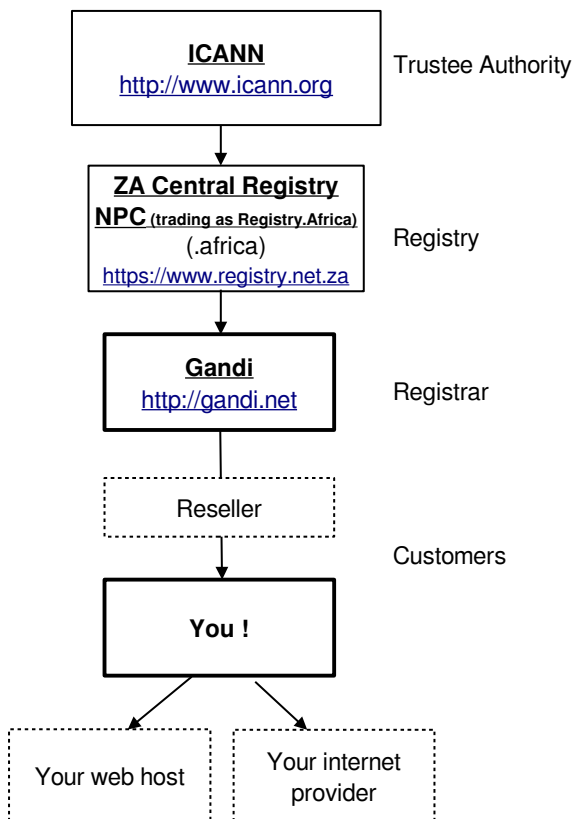 ICANN
http://www.icann.org
Trustee Authority
ZA Central Registry
NPC (trading as Registry.Africa)
(.africa)
https://www.registry.net.za
Registry
Gandi
http://gandi.net
Registrar
Reseller
Customers
You !
Your web host
Your internet
provider